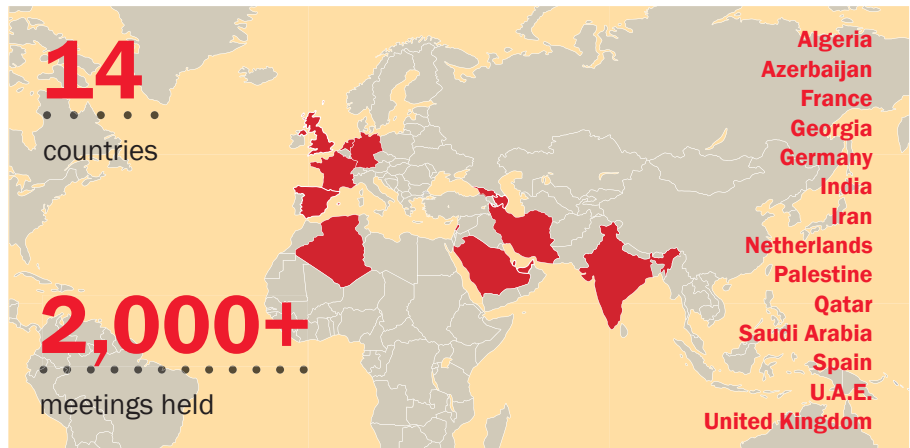 14
countries
2,000+
meetings held
Algeria
Azerbaijan
France
Georgia
Germany
India
Iran
Netherlands
Palestine
Qatar
Saudi Arabia
Spain
U.A.E.
United Kingdom